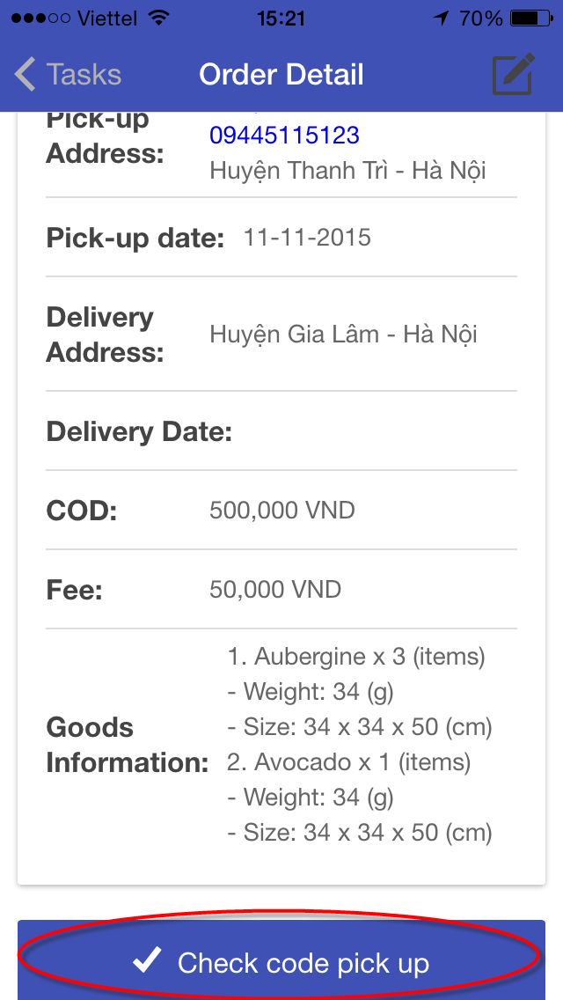 Viettel 15:21 70%
Tasks Order Detail
Pick-up Address: 09445115123
Huyện Thanh Trì - Hà Nội
Pick-up date: 11-11-2015
Delivery Address: Huyện Gia Lâm - Hà Nội
Delivery Date:
COD: 500,000 VND
Fee: 50,000 VND
Goods Information:
1. Aubergine x 3 (items)
- Weight: 34 (g)
- Size: 34 x 34 x 50 (cm)
2. Avocado x 1 (items)
- Weight: 34 (g)
- Size: 34 x 34 x 50 (cm)
Check code pick up